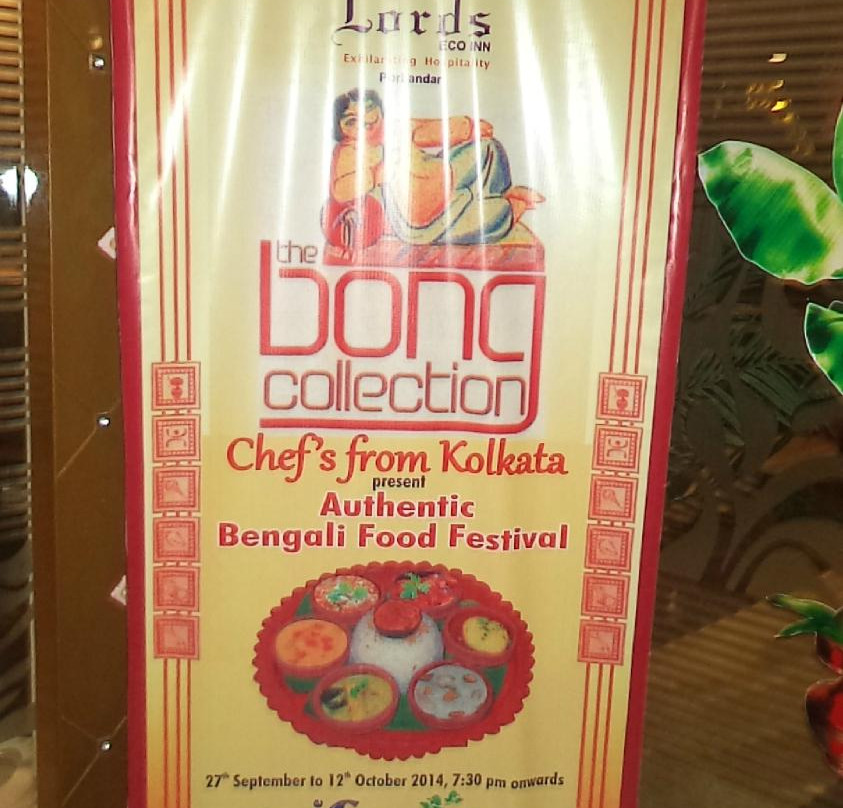 Lords
ECO INN
Exhilarating Hospitality
Porbandar
the
bong
collection
Chef's from Kolkata
present
Authentic
Bengali Food Festival
27th September to 12th October 2014, 7:30 pm onwards